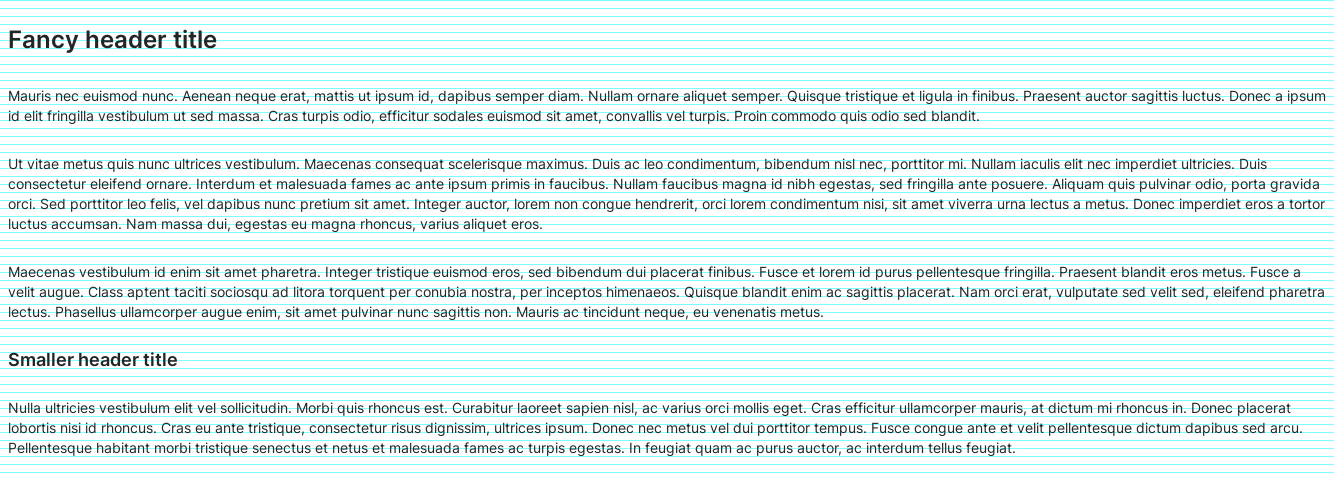 Fancy header title
Mauris nec euismod nunc. Aenean neque erat, mattis ut ipsum id, dapibus semper diam. Nullam ornare aliquet semper. Quisque tristique et ligula in finibus. Praesent auctor sagittis luctus. Donec a ipsum
id elit fringilla vestibulum ut sed massa. Cras turpis odio, efficitur sodales euismod sit amet, convallis vel turpis. Proin commodo quis odio sed blandit.
Ut vitae metus quis nunc ultrices vestibulum. Maecenas consequat scelerisque maximus. Duis ac leo condimentum, bibendum nisl nec, porttitor mi. Nullam iaculis elit nec imperdiet ultricies. Duis
consectetur eleifend ornare. Interdum et malesuada fames ac ante ipsum primis in faucibus. Nullam faucibus magna id nibh egestas, sed fringilla ante posuere. Aliquam quis pulvinar odio, porta gravida
orci. Sed porttitor leo felis, vel dapibus nunc pretium sit amet. Integer auctor, lorem non congue hendrerit, orci lorem condimentum nisi, sit amet viverra urna lectus a metus. Donec imperdiet eros a tortor
luctus accumsan. Nam massa dui, egestas eu magna rhoncus, varius aliquet eros.
Maecenas vestibulum id enim sit amet pharetra. Integer tristique euismod eros, sed bibendum dui placerat finibus. Fusce et lorem id purus pellentesque fringilla. Praesent blandit eros metus. Fusce a
velit augue. Class aptent taciti sociosqu ad litora torquent per conubia nostra, per inceptos himenaeos. Quisque blandit enim ac sagittis placerat. Nam orci erat, vulputate sed velit sed, eleifend pharetra
lectus. Phasellus ullamcorper augue enim, sit amet pulvinar nunc sagittis non. Mauris ac tincidunt neque, eu venenatis metus.
Smaller header title
Nulla ultricies vestibulum elit vel sollicitudin. Morbi quis rhoncus est. Curabitur laoreet sapien nisl, ac varius orci mollis eget. Cras efficitur ullamcorper mauris, at dictum mi rhoncus in. Donec placerat
lobortis nisi id rhoncus. Cras eu ante tristique, consectetur risus dignissim, ultrices ipsum. Donec nec metus vel dui porttitor tempus. Fusce congue ante et velit pellentesque dictum dapibus sed arcu.
Pellentesque habitant morbi tristique senectus et netus et malesuada fames ac turpis egestas. In feugiat quam ac purus auctor, ac interdum tellus feugiat.